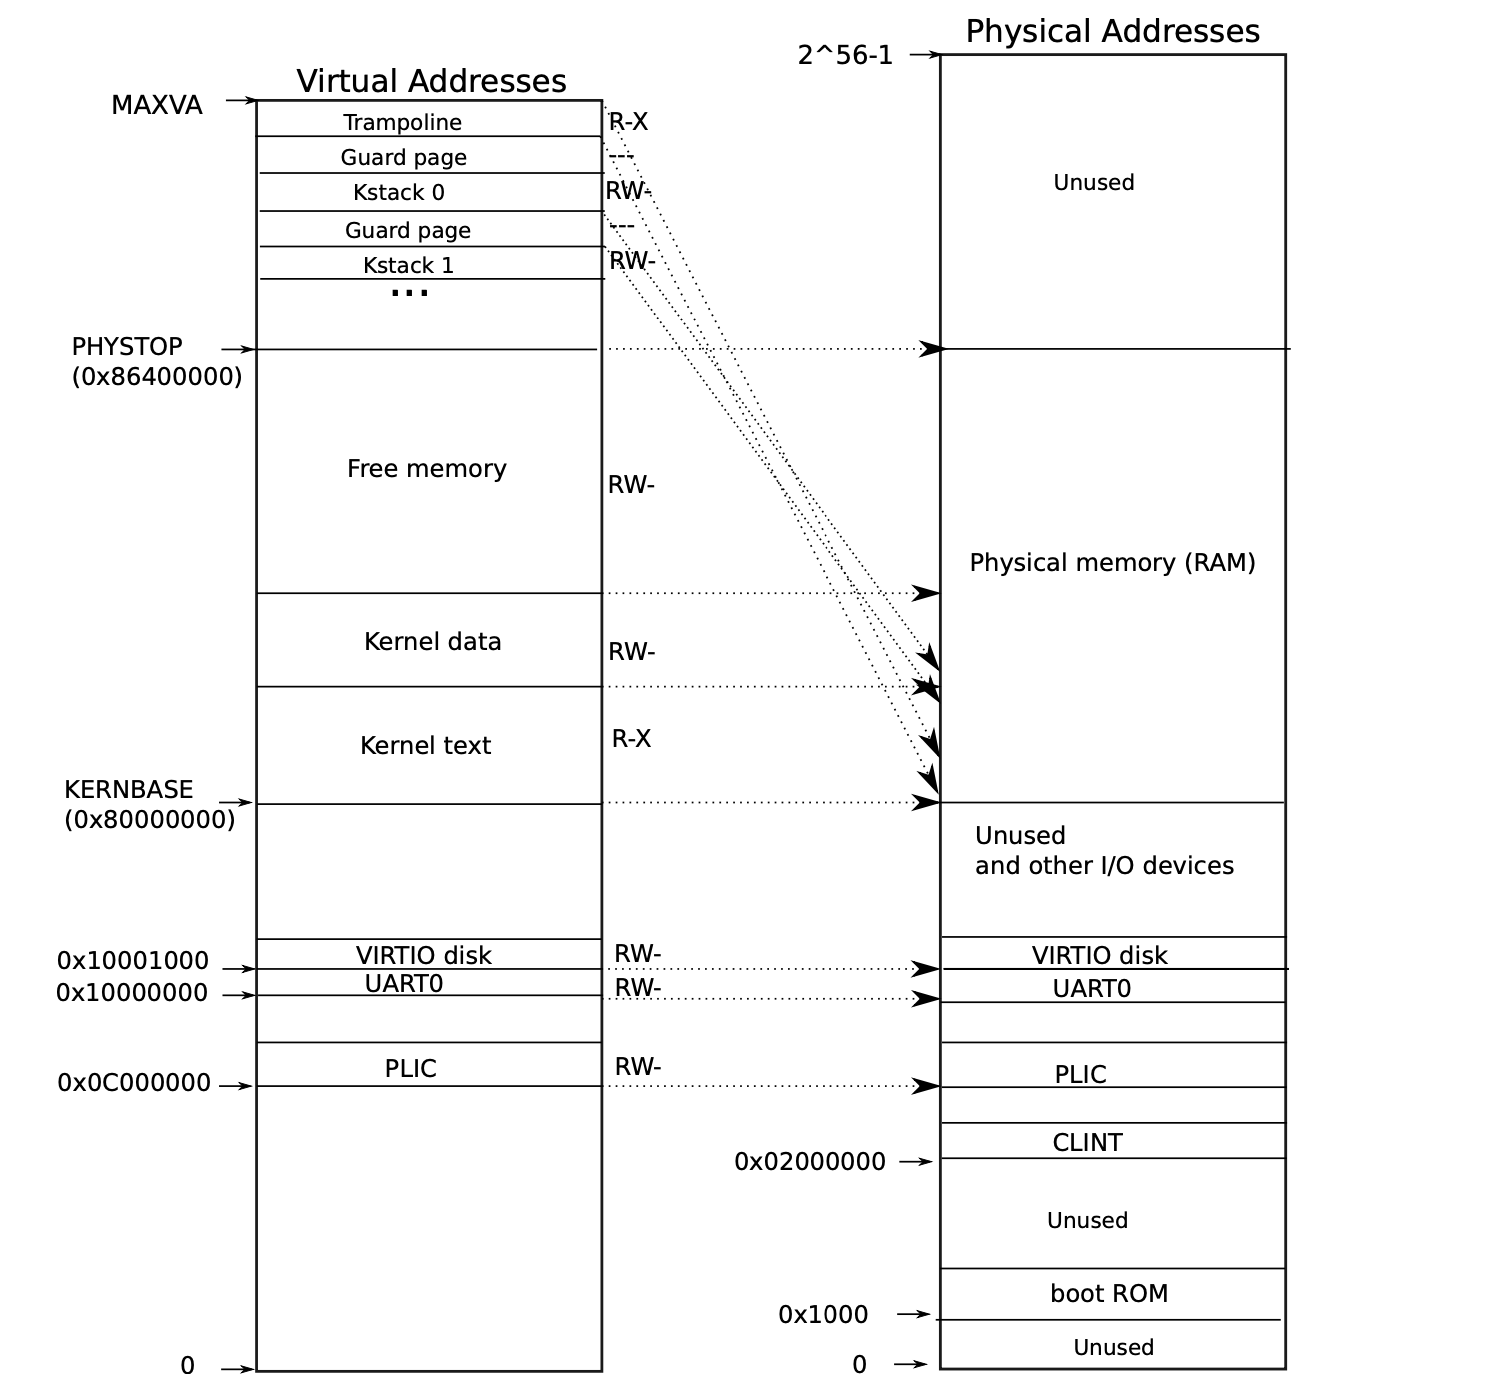 Physical Addresses
2^56-1
Virtual Addresses
MAXVA
Trampoline
R-X
Guard page
---
Kstack 0
RW-
Guard page
---
Kstack 1
RW-
...
Unused
PHYSTOP
(0x86400000)
Free memory
RW-
Physical memory (RAM)
Kernel data
RW-
Kernel text
R-X
KERNBASE
(0x80000000)
Unused
and other I/O devices
0x10001000
VIRTIO disk
RW-
VIRTIO disk
0x10000000
UART0
RW-
UART0
0x0C000000
PLIC
RW-
PLIC
CLINT
0x02000000
Unused
boot ROM
0x1000
Unused
0
0